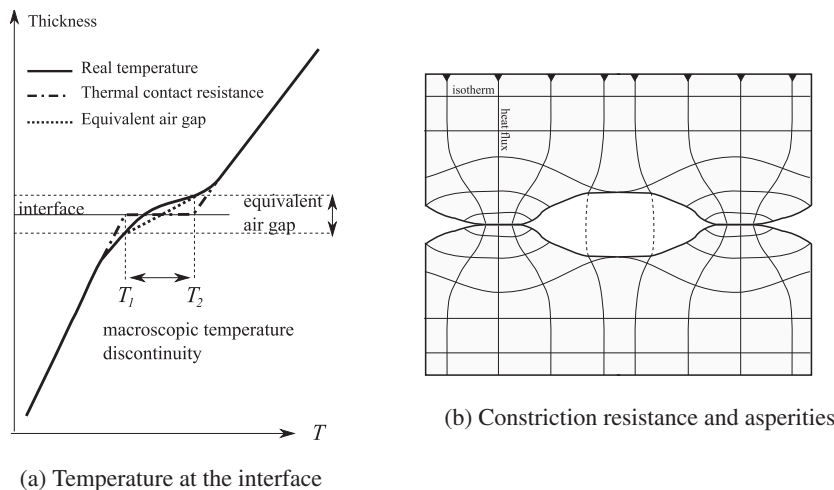 Thickness
Real temperature
Thermal contact resistance
Equivalent air gap
interface
equivalent
air gap
T1 T2
macroscopic temperature
discontinuity
T
(a) Temperature at the interface
isotherm
heat flux
(b) Constriction resistance and asperities